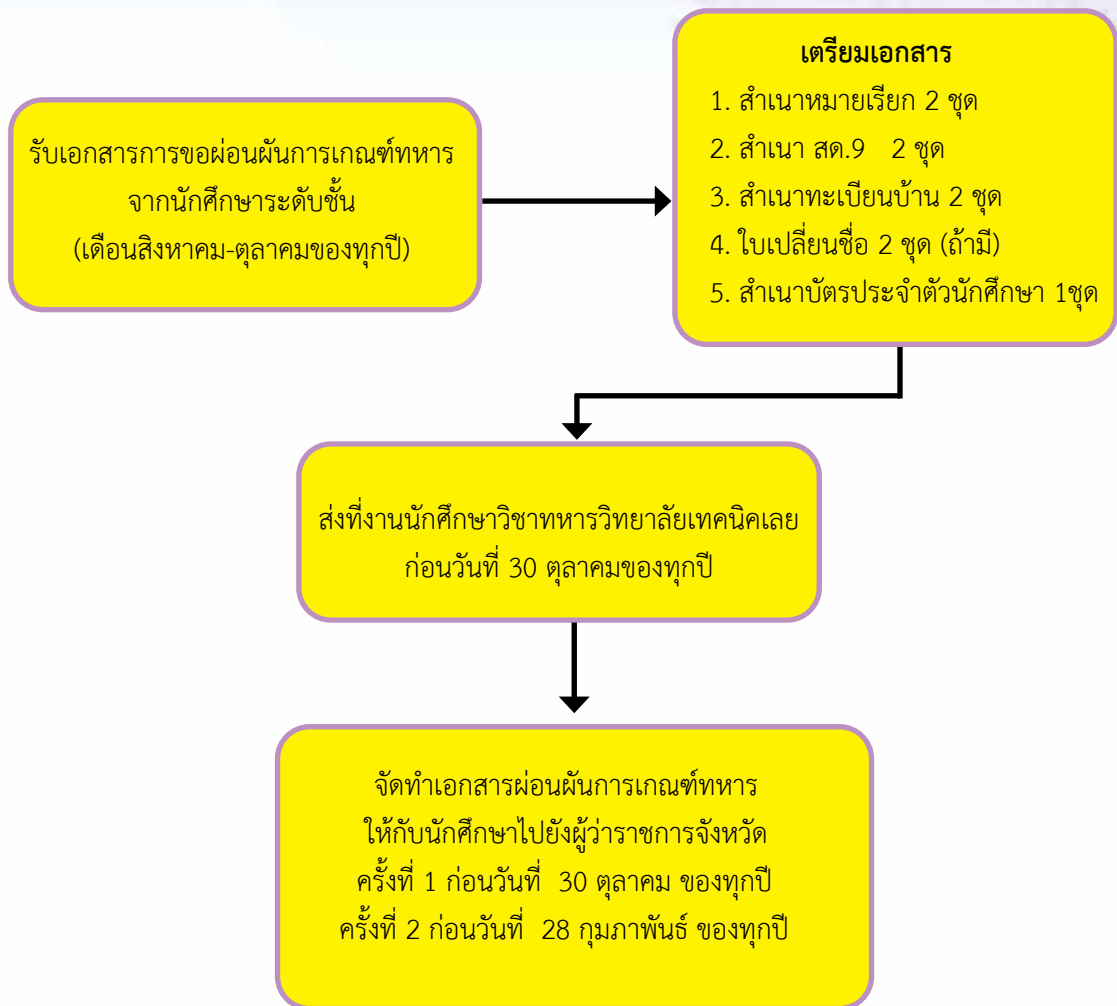 รับเอกสารการขอผ่อนผันการเกณฑ์ทหาร
จากนักศึกษาระดับชั้น
(เดือนสิงหาคม-ตุลาคมของทุกปี)
เตรียมเอกสาร
1. สำเนาหมายเรียก 2 ชุด
2. สำเนา สด.9 2 ชุด
3. สำเนาทะเบียนบ้าน 2 ชุด
4. ใบเปลี่ยนชื่อ 2 ชุด (ถ้ามี)
5. สำเนาบัตรประจำตัวนักศึกษา 1ชุด
ส่งที่งานนักศึกษาวิชาทหารวิทยาลัยเทคนิคเลย
ก่อนวันที่ 30 ตุลาคมของทุกปี
จัดทำเอกสารผ่อนผันการเกณฑ์ทหาร
ให้กับนักศึกษาไปยังผู้ว่าราชการจังหวัด
ครั้งที่ 1 ก่อนวันที่ 30 ตุลาคม ของทุกปี
ครั้งที่ 2 ก่อนวันที่ 28 กุมภาพันธ์ ของทุกปี